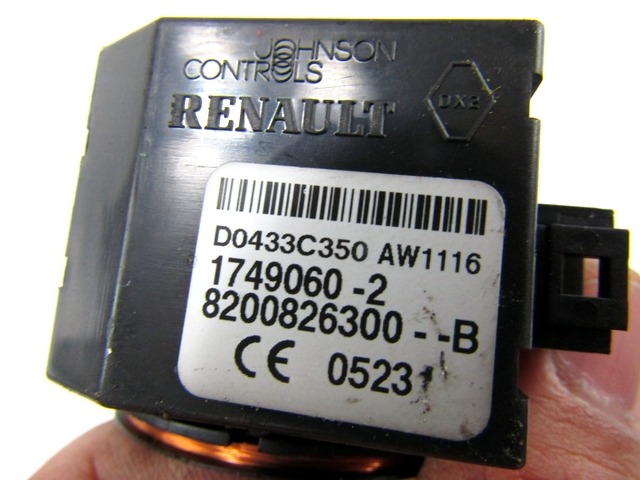 JOHNSON
CONTROLS
RENAULT
DX2
D0433C350 AW1116
1749060-2
8200826300--B
CE 0523